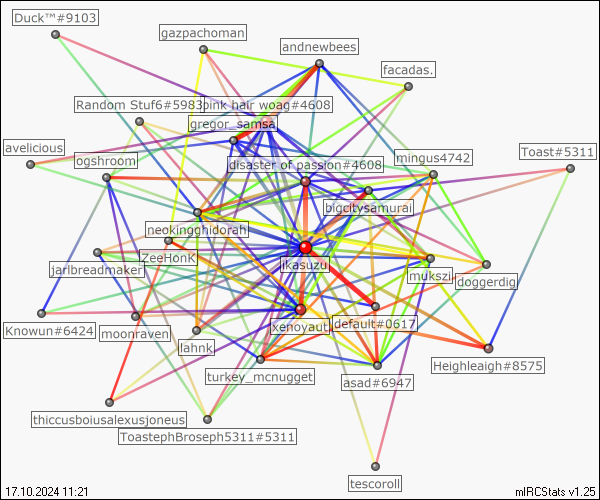 Duck™#9103
gazpachoman
andnewbees
facadas.
Random Stuf6#5983
pink hair woag#4608
gregor_samsa
avelicious
ogshroom
disaster of passion#4608
mingus4742
Toast#5311
bigcitysamurai
neokingghidorah
ZeeHonK
jkasuzu
jarlbreadmaker
mukszi
doggerdig
Knowun#6424
moonraven
xenoyaut
default#0617
lahnk
Heighleaigh#8575
turkey_mcnugget
asad#6947
thiccusboiusalexusjoneus
ToastephBroseph5311#5311
tescoroll
17.10.2024 11:21
mIRCStats v1.25